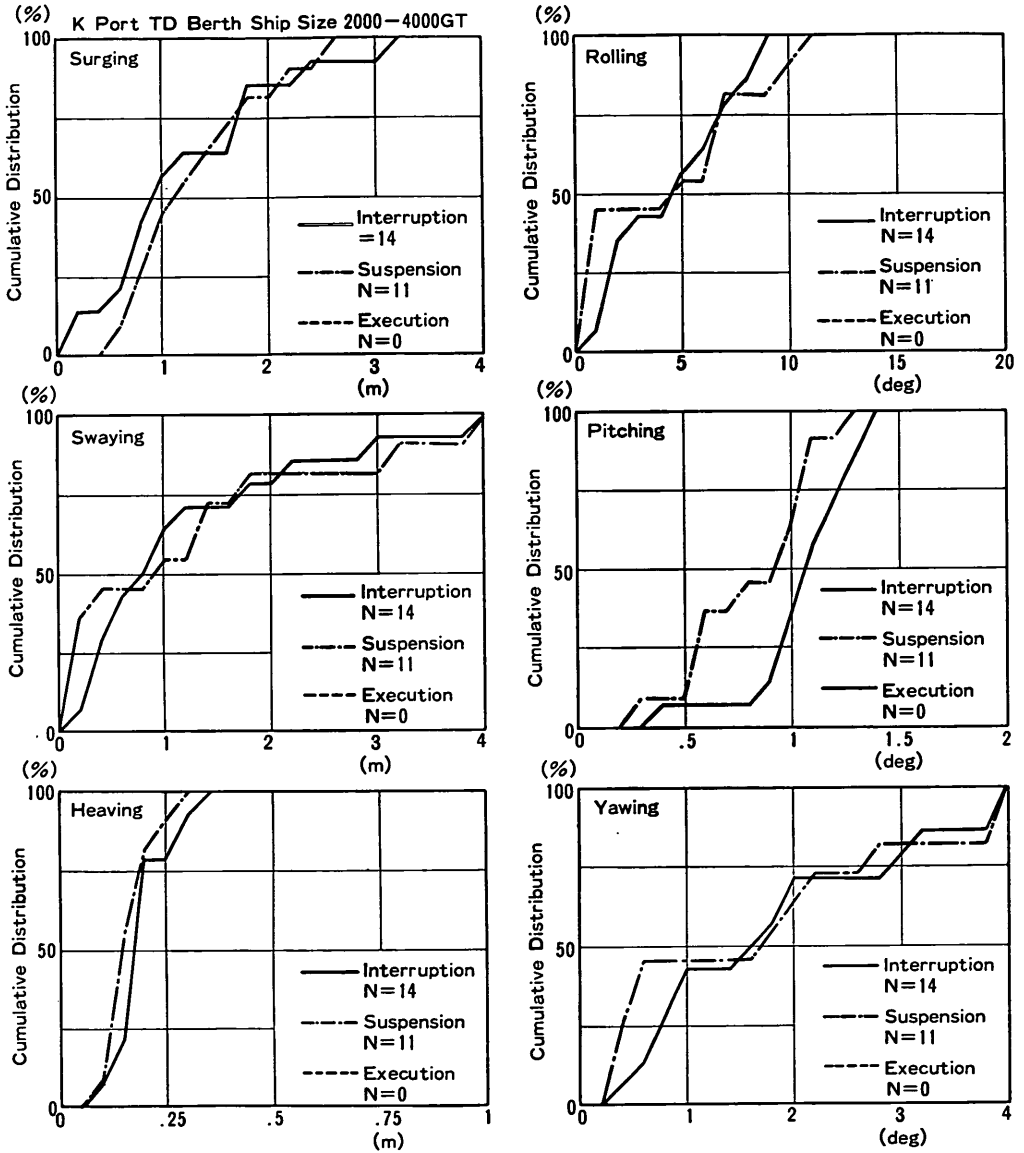 K Port TD Berth Ship Size 2000-4000GT
(%)
100
50
0
Cumulative Distribution
Surging
Interruption
=14
Suspension
N=11
Execution
N=0
1
2
3
4
(m)
(%)
100
50
0
Cumulative Distribution
Rolling
Interruption
N=14
Suspension
N=11
Execution
N=0
5
10
15
20
(deg)
(%)
100
50
0
Cumulative Distribution
Swaying
Interruption
N=14
Suspension
N=11
Execution
N=0
0
1
2
3
4
(m)
(%)
100
50
0
Cumulative Distribution
Pitching
Interruption
N=14
Suspension
N=11
Execution
N=0
.5
1
1.5
2
(deg)
(%)
100
50
0
Cumulative Distribution
Heaving
Interruption
N=14
Suspension
N=11
Execution
N=0
0
.25
.5
.75
1
(m)
(%)
100
50
0
Cumulative Distribution
Yawing
Interruption
N=14
Suspension
N=11
Execution
N=0
0
1
2
3
4
(deg)